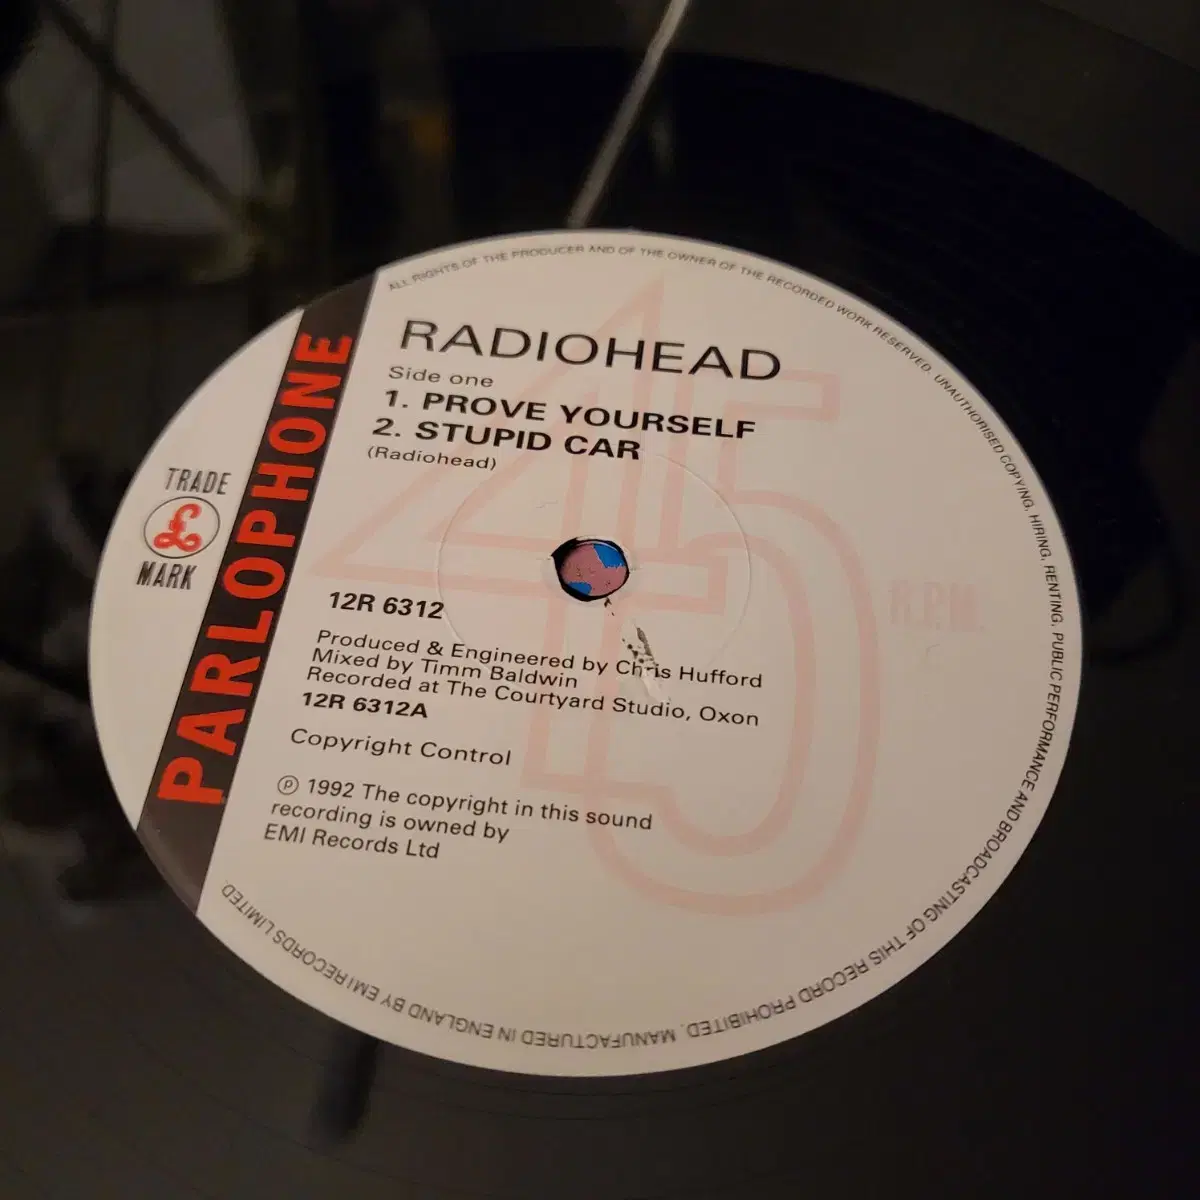 ALL RIGHTS OF THE PRODUCER AND OF THE OWNER OF THE RECORDED WORK RESERVED. UNAUTHORISED COPYING, HIRING, RENTING, PUBLIC PERFORMANCE AND BROADCASTING OF THIS RECORD PROHIBITED. MANUFACTURED IN ENGLAND BY EMI RECORDS LIMITED.
PARLOPHONE
TRADE
£
MARK
RADIOHEAD
Side one
1. PROVE YOURSELF
2. STUPID CAR
(Radiohead)
45
R.P.M.
12R 6312
Produced & Engineered by Chris Hufford
Mixed by Timm Baldwin
Recorded at The Courtyard Studio, Oxon
12R 6312A
Copyright Control
℗ 1992 The copyright in this sound
recording is owned by
EMI Records Ltd